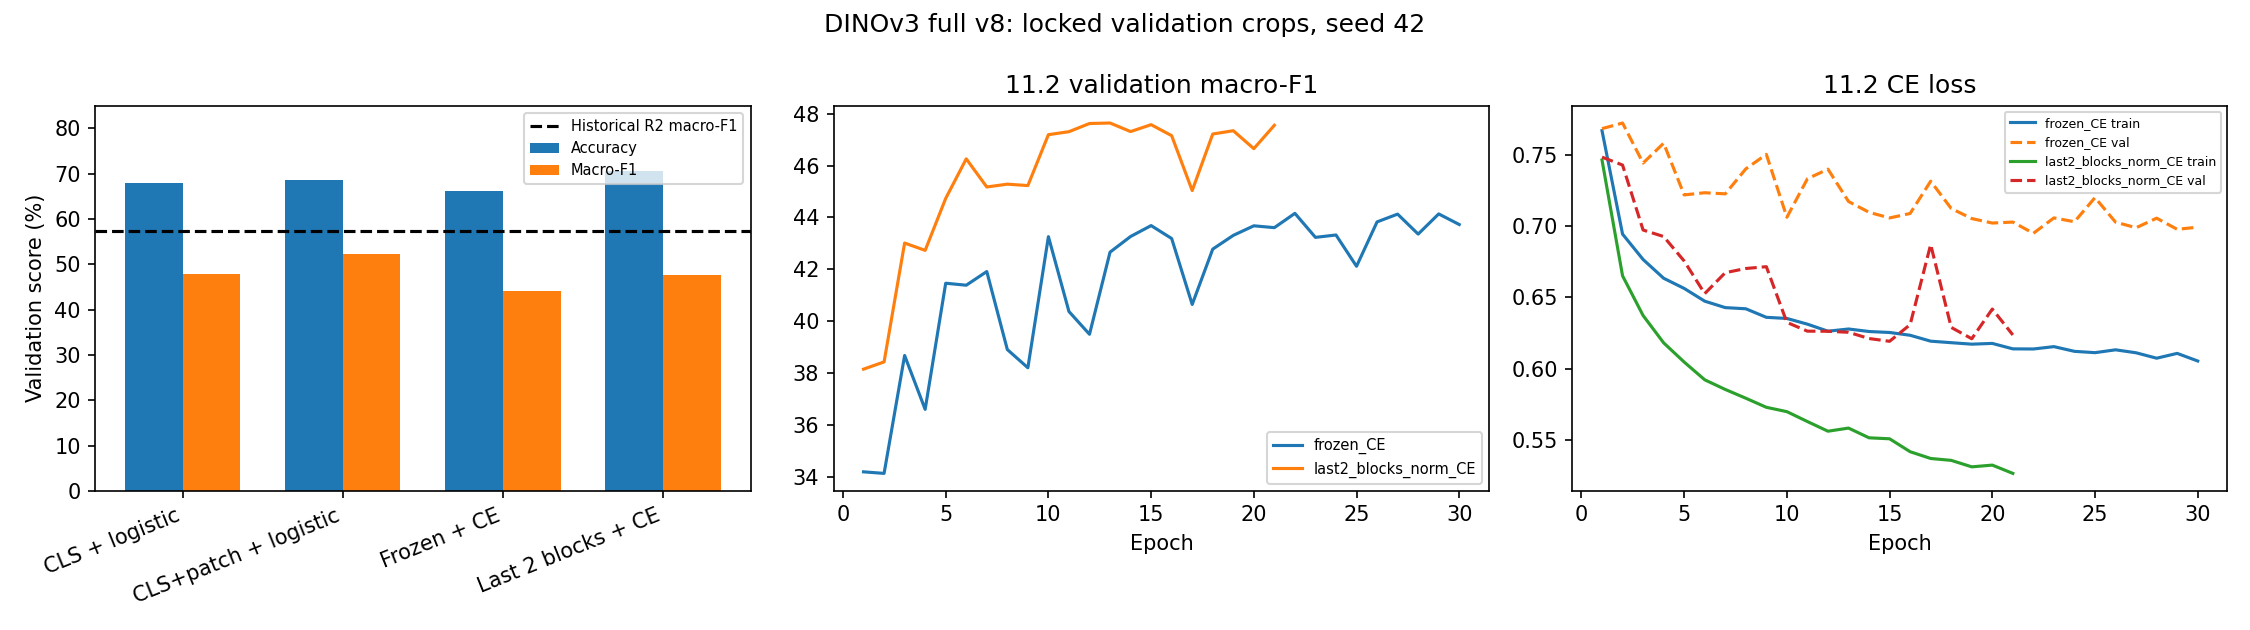 DINOv3 full v8: locked validation crops, seed 42
Validation score (%)
80
70
60
50
40
30
20
10
0
Historical R2 macro-F1
Accuracy
Macro-F1
CLS + logistic
CLS+patch + logistic
Frozen + CE
Last 2 blocks + CE
11.2 validation macro-F1
48
46
44
42
40
38
36
34
frozen_CE
last2_blocks_norm_CE
0 5 10 15 20 25 30
Epoch
11.2 CE loss
0.75
0.70
0.65
0.60
0.55
frozen_CE train
frozen_CE val
last2_blocks_norm_CE train
last2_blocks_norm_CE val
0 5 10 15 20 25 30
Epoch